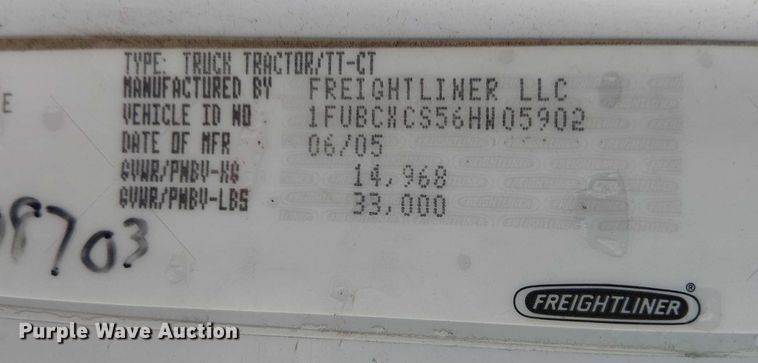 TYPE: TRUCK TRACTOR/TT-CT
MANUFACTURED BY FREIGHTLINER LLC
VEHICLE ID NO 1FUBCXCS56HW05902
DATE OF MFR 06/05
GVWR/PNBV-KG 14,968
GVWR/PNBV-LBS 33,000
E
8703
FREIGHTLINER®
Purple Wave Auction